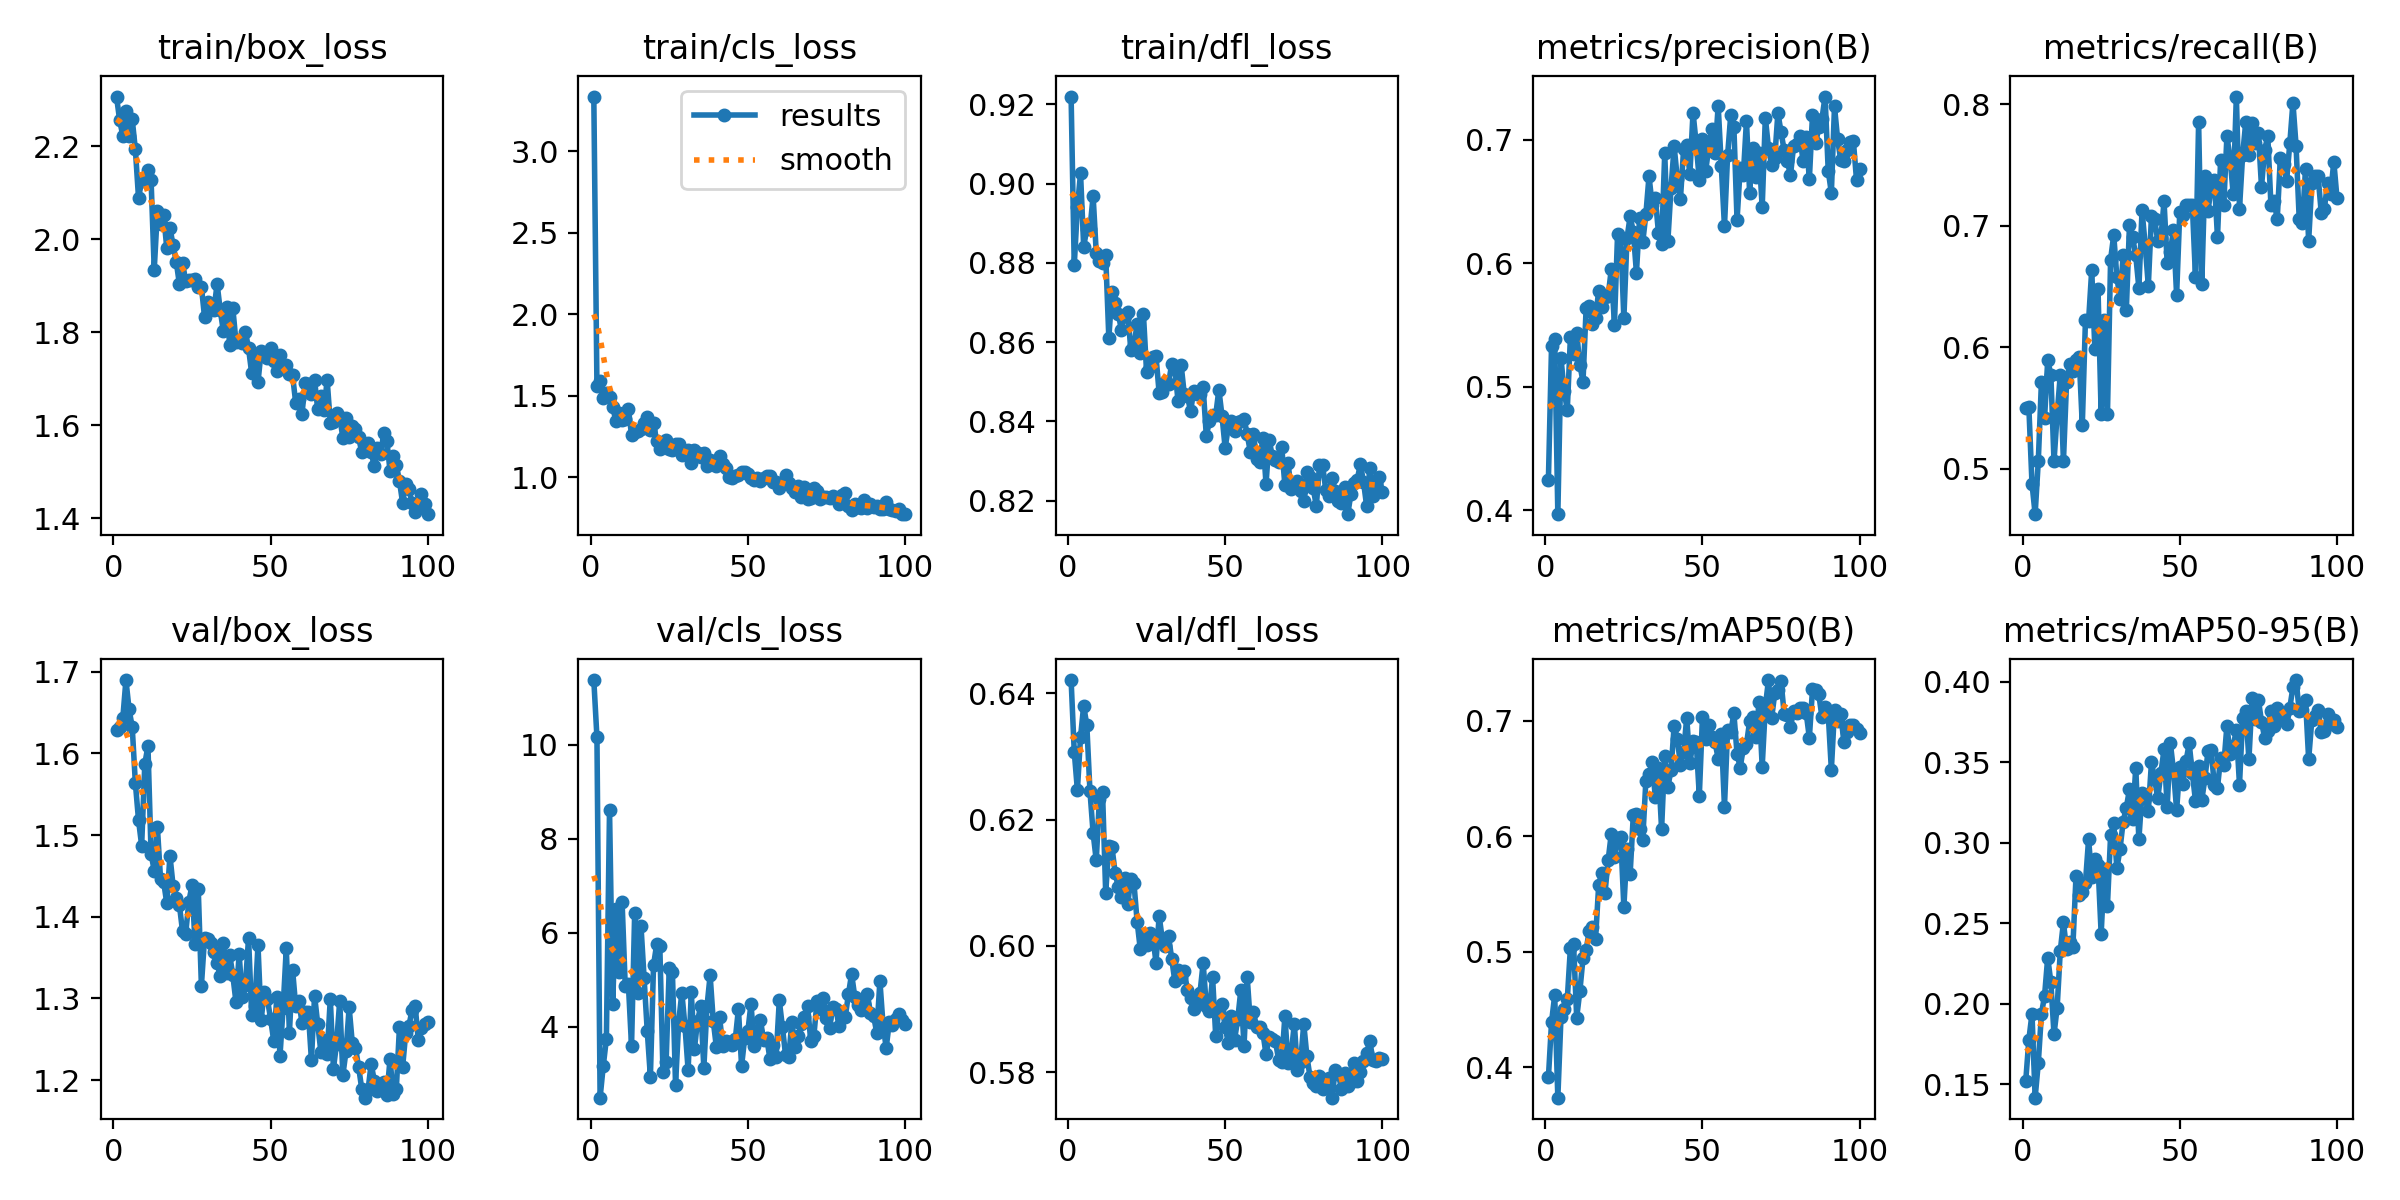 train/box_loss
2.2
2.0
1.8
1.6
1.4
0 50 100
train/cls_loss
results
smooth
3.0
2.5
2.0
1.5
1.0
0 50 100
train/dfl_loss
0.92
0.90
0.88
0.86
0.84
0.82
0 50 100
metrics/precision(B)
0.7
0.6
0.5
0.4
0 50 100
metrics/recall(B)
0.8
0.7
0.6
0.5
0 50 100
val/box_loss
1.7
1.6
1.5
1.4
1.3
1.2
0 50 100
val/cls_loss
10
8
6
4
0 50 100
val/dfl_loss
0.64
0.62
0.60
0.58
0 50 100
metrics/mAP50(B)
0.7
0.6
0.5
0.4
0 50 100
metrics/mAP50-95(B)
0.40
0.35
0.30
0.25
0.20
0.15
0 50 100